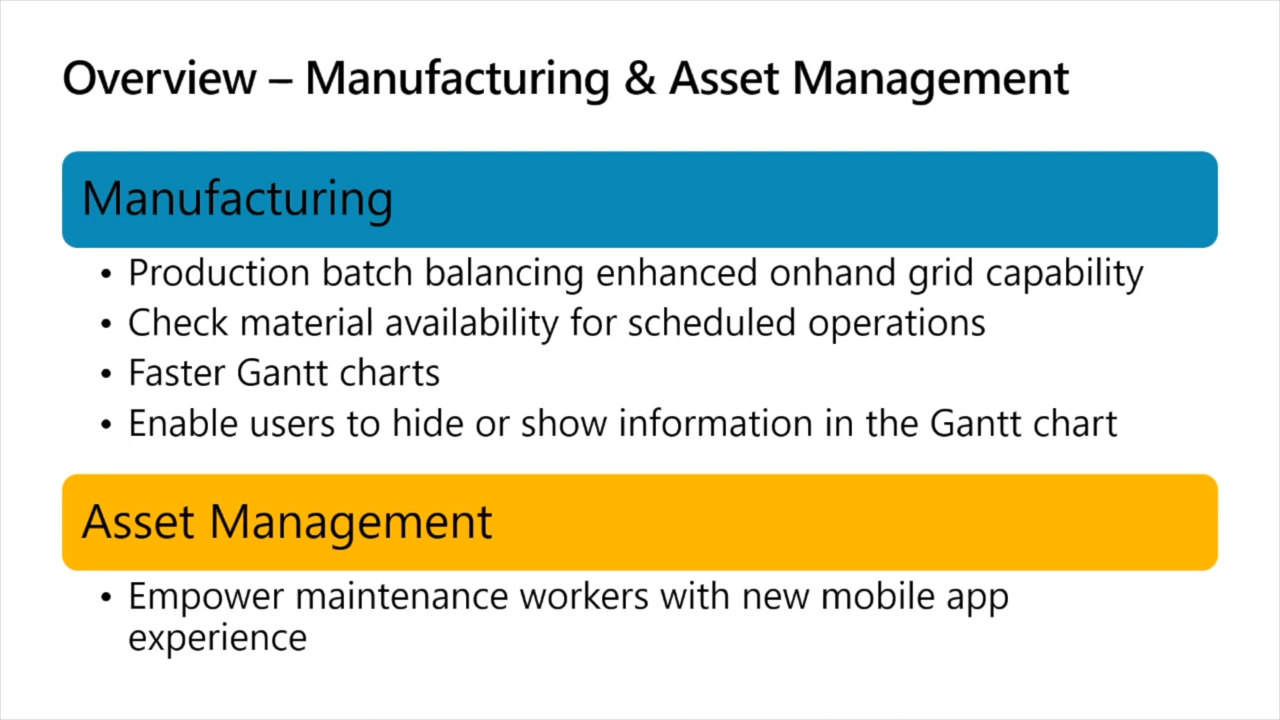 Overview – Manufacturing & Asset Management
Manufacturing
• Production batch balancing enhanced onhand grid capability
• Check material availability for scheduled operations
• Faster Gantt charts
• Enable users to hide or show information in the Gantt chart
Asset Management
• Empower maintenance workers with new mobile app
experience